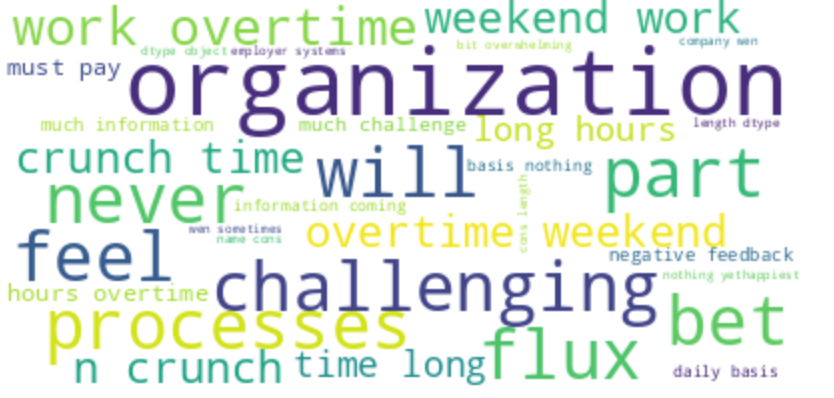 work overtime weekend work
dtype object employer systems bit overwhelming company wen
must pay organization
much information much challenge long hours length dtype
crunch time will basis nothing part
never information coming cons length
feel wen sometimes overtime weekend
name cons
negative feedback
hours overtime challenging nothing yethappiest
processes bet
n crunch time long flux daily basis